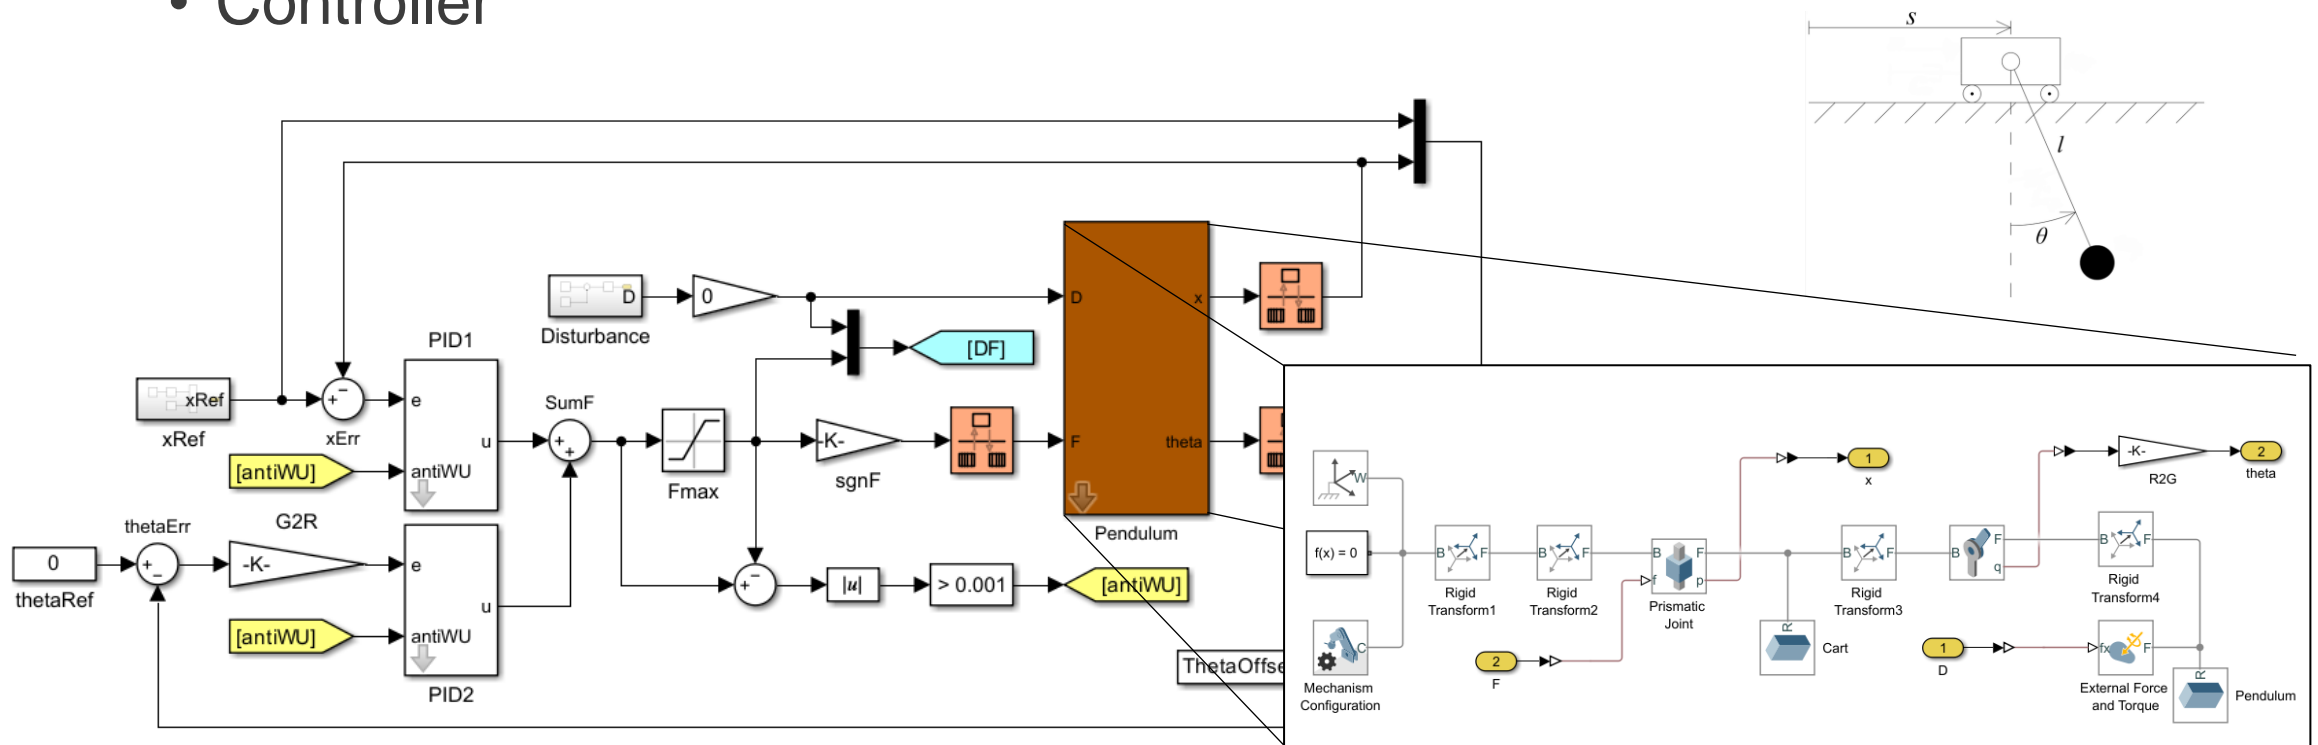 • Controller
s
l
θ
D
Disturbance
0
D
x
PID1
[DF]
xRef
xRef
+
−
xErr
e
u
antiWU
[antiWU]
SumF
+
+
Fmax
-K-
sgnF
F
theta
Pendulum
thetaErr
G2R
0
thetaRef
+
−
-K-
e
u
antiWU
[antiWU]
PID2
+
−
|u|
> 0.001
[antiWU]
ThetaOffse
W
f(x) = 0
C
Mechanism
Configuration
B
F
Rigid
Transform1
B
F
Rigid
Transform2
B
F
f
p
Prismatic
Joint
1
x
2
F
R
Cart
B
F
Rigid
Transform3
B
F
q
-K-
R2G
2
theta
B
F
Rigid
Transform4
1
D
fx
F
External Force
and Torque
R
Pendulum